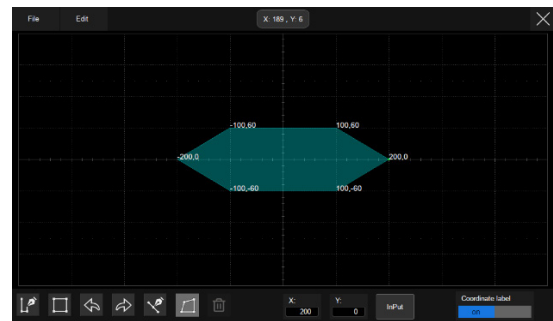 File Edit X 189 , Y: 6
-100,60 100,60
-200,0 200,0
-100,-60 100,-60
X: Y: Coordinate label
200 0 InPut on